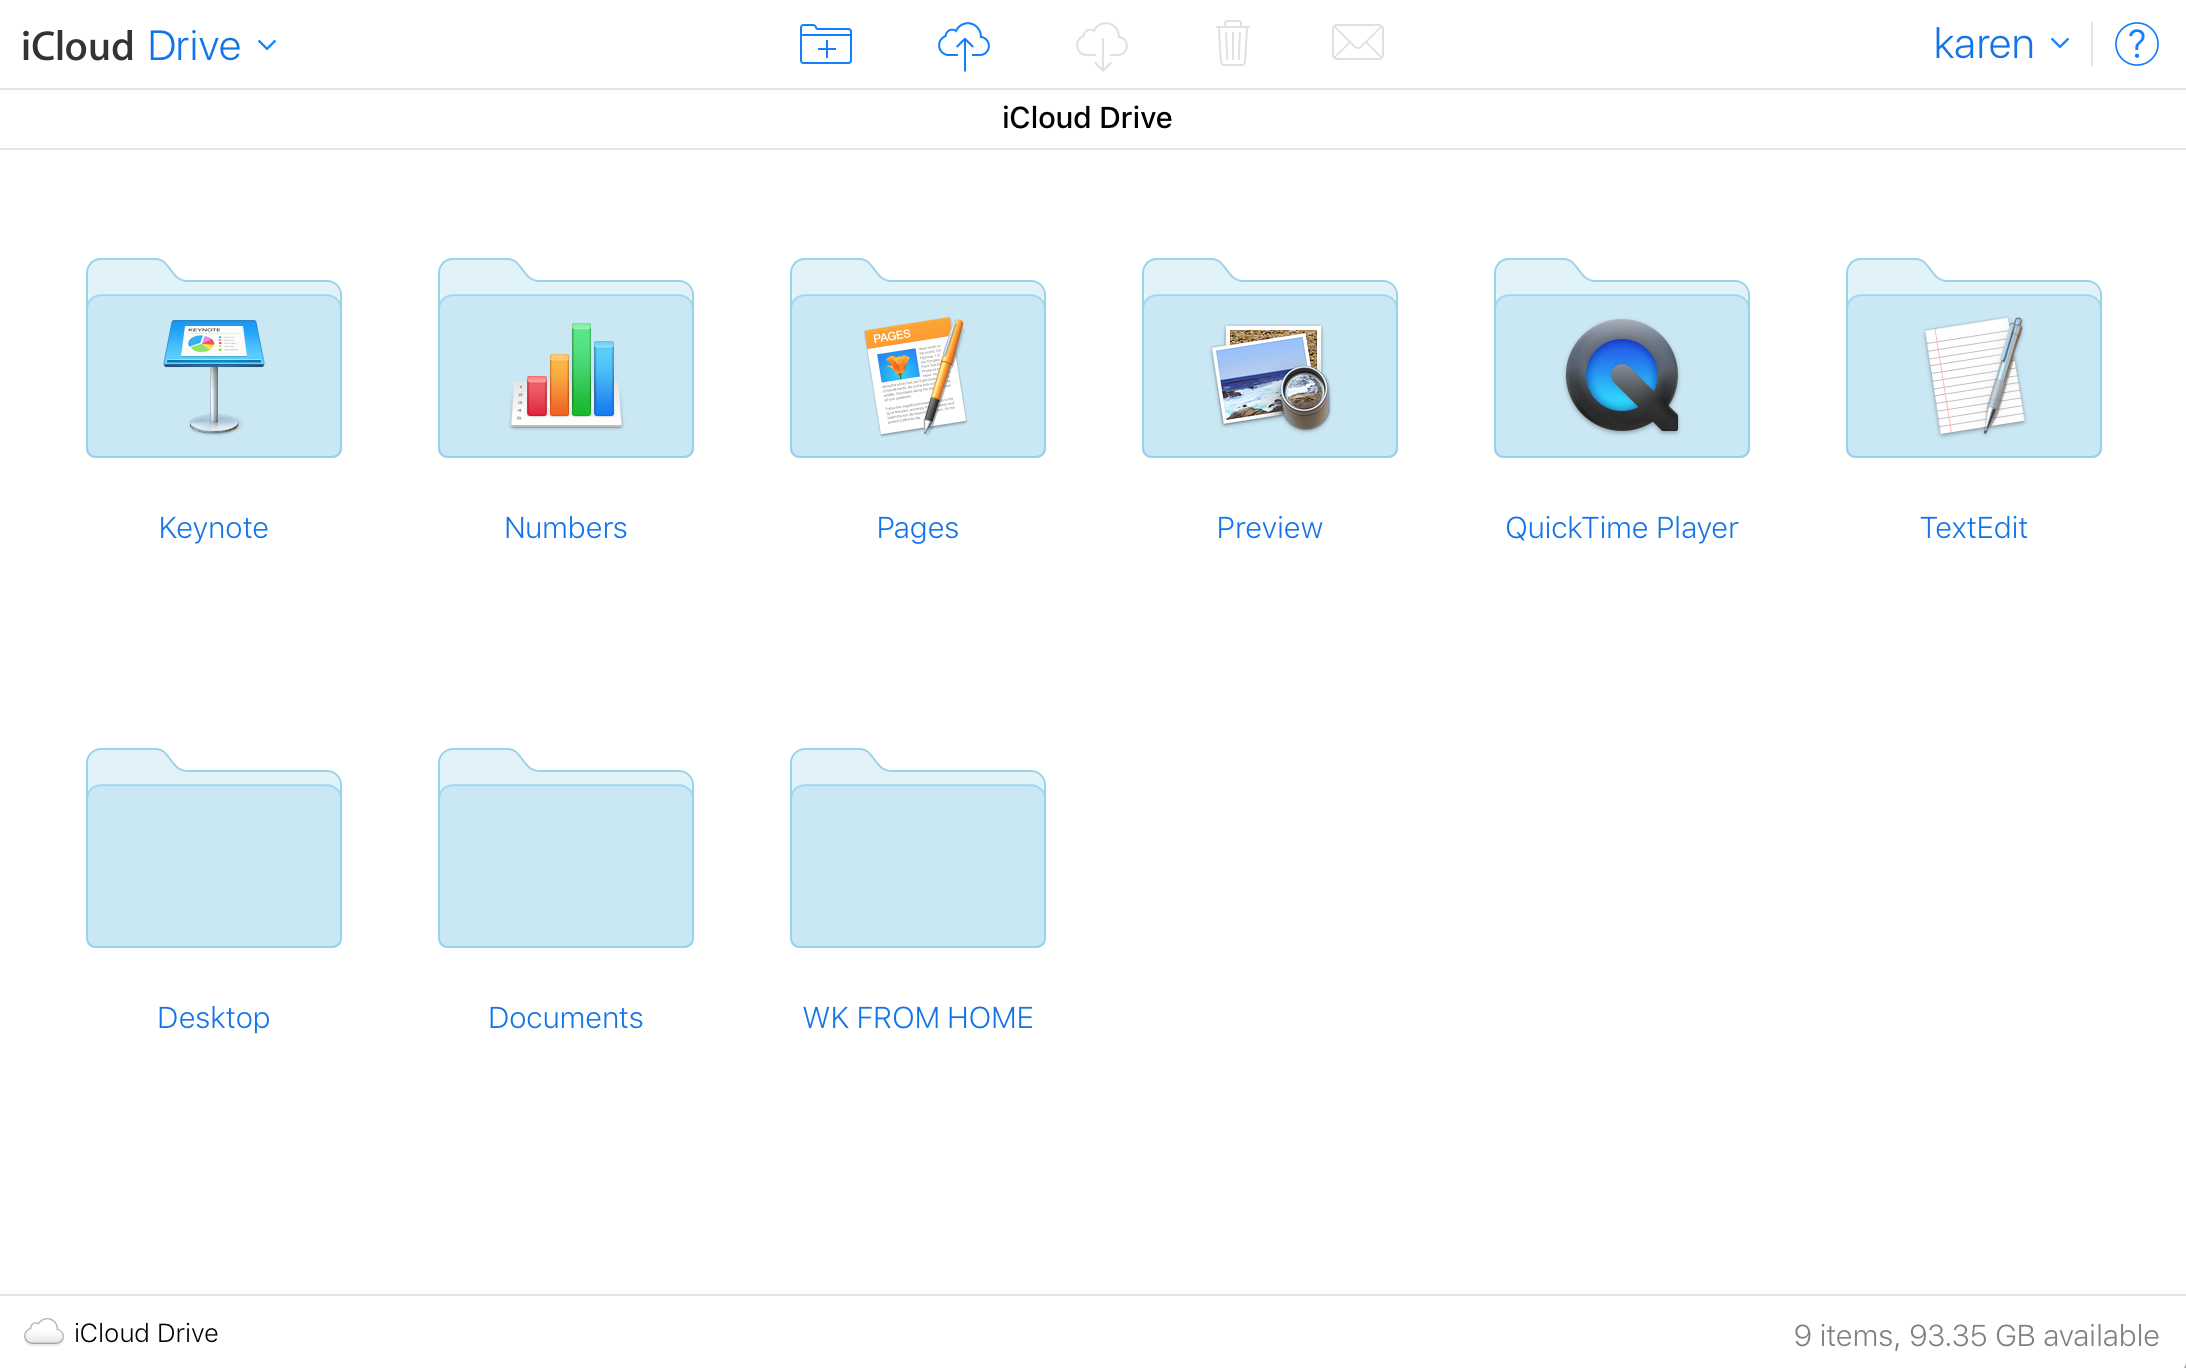 iCloud Drive
karen
?
iCloud Drive
KEYNOTE
PAGES
Keynote
Numbers
Pages
Preview
QuickTime Player
TextEdit
Desktop
Documents
WK FROM HOME
iCloud Drive
9 items, 93.35 GB available